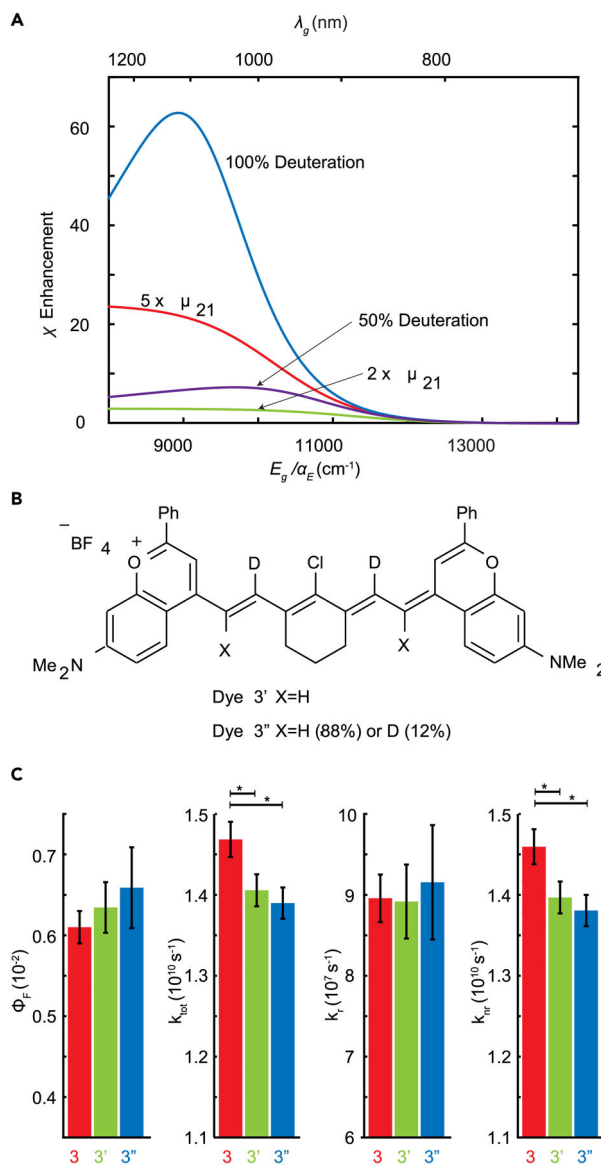 A
λg (nm)
1200 1000 800
60
40
20
0
χ Enhancement
100% Deuteration
5 x μ21
50% Deuteration
2 x μ21
9000 11000 13000
Eg/αE (cm-1)
B
Ph Ph
− BF 4 + O D Cl D O
X X
Me2N NMe 2
Dye 3' X=H
Dye 3" X=H (88%) or D (12%)
C
ΦF (10-2)
0.7
0.6
0.5
0.4
3 3' 3"
ktot (1010 s-1)
* *
1.5
1.4
1.3
1.2
1.1
3 3' 3"
kr (107 s-1)
10
9
8
7
6
3 3' 3"
knr (1010 s-1)
* *
1.5
1.4
1.3
1.2
1.1
3 3' 3"